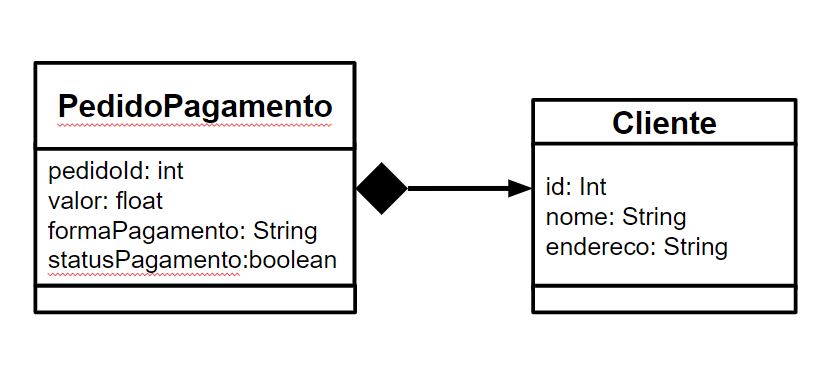 PedidoPagamento
pedidoId: int
valor: float
formaPagamento: String
statusPagamento:boolean
Cliente
id: Int
nome: String
endereco: String